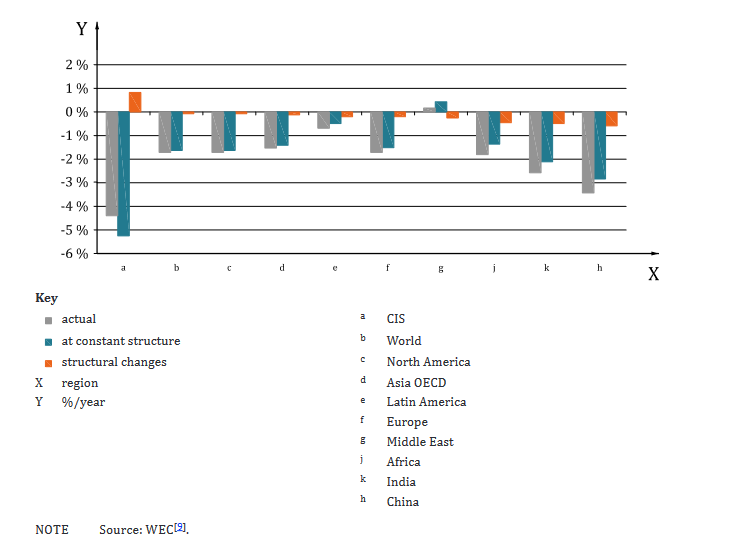 Y
2 %
1 %
0 %
-1 %
-2 %
-3 %
-4 %
-5 %
-6 %
a b c d e f g j k h
X
Key
actual
at constant structure
structural changes
X region
Y %/year
a CIS
b World
c North America
d Asia OECD
e Latin America
f Europe
g Middle East
j Africa
k India
h China
NOTE Source: WEC[9].